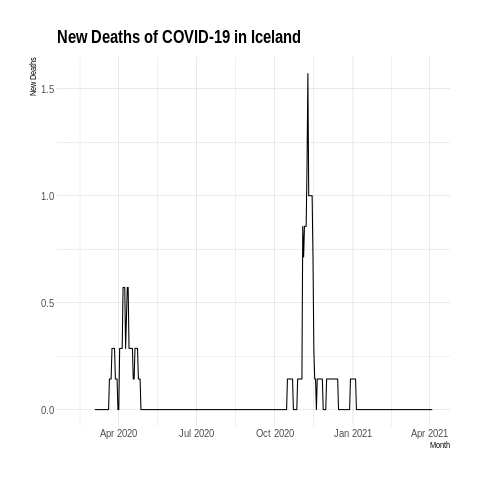 New Deaths of COVID-19 in Iceland
New Deaths
1.5
1.0
0.5
0.0
Apr 2020 Jul 2020 Oct 2020 Jan 2021 Apr 2021
Month